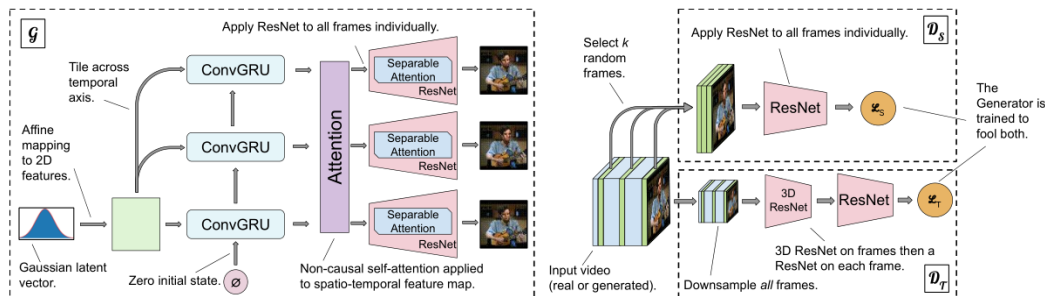 G
Apply ResNet to all frames individually.
Tile across
temporal
axis.
Affine
mapping
to 2D
features.
ConvGRU
ConvGRU
ConvGRU
Attention
Separable
Attention
ResNet
Separable
Attention
ResNet
Separable
Attention
ResNet
Gaussian latent
vector.
Zero initial state.
∅
Non-causal self-attention applied
to spatio-temporal feature map.
Select k
random
frames.
Input video
(real or generated).
D_S
Apply ResNet to all frames individually.
ResNet
L_S
The
Generator is
trained to
fool both.
3D
ResNet
ResNet
L_T
3D ResNet on frames then a
ResNet on each frame.
Downsample all frames.
D_T